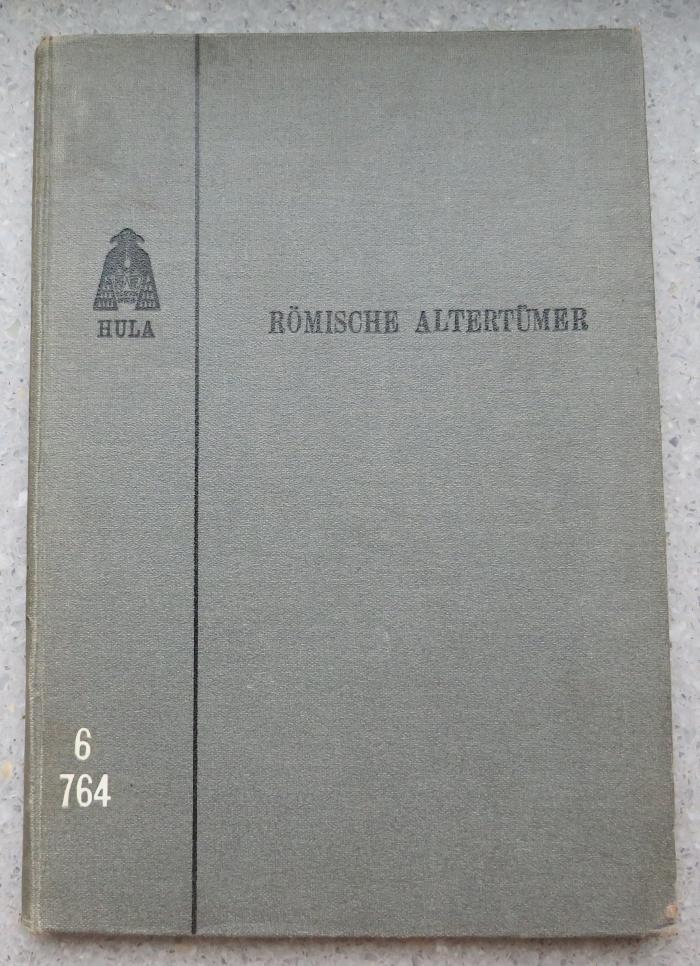 HULA
RÖMISCHE ALTERTÜMER
6
764